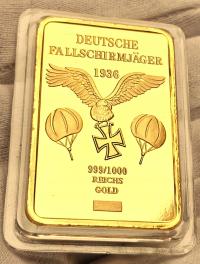 DEUTSCHE
FALLSCHIRMJÄGER
1936
999/1000
REICHS
GOLD